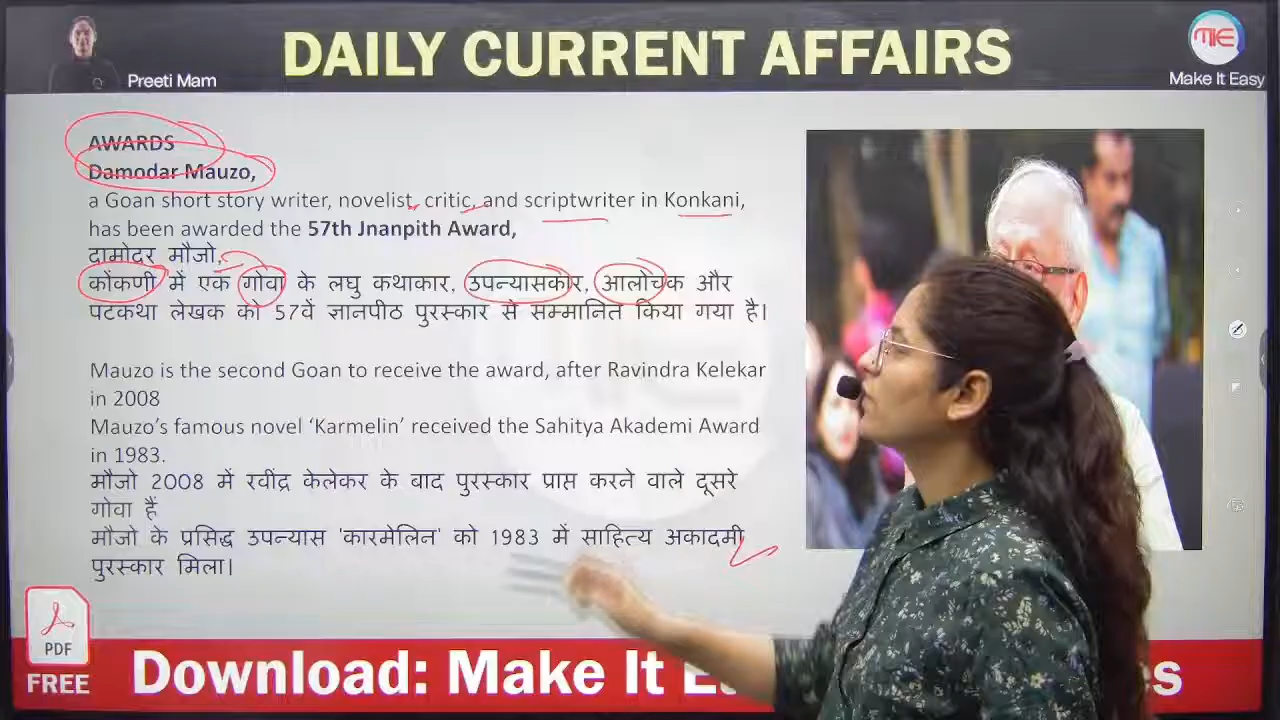 DAILY CURRENT AFFAIRS
Preeti Mam
MIE
Make It Easy
AWARDS
Damodar Mauzo,
a Goan short story writer, novelist, critic, and scriptwriter in Konkani,
has been awarded the 57th Jnanpith Award,
दामोदर मौजो,
कोंकणी में एक गोवा के लघु कथाकार, उपन्यासकार, आलोचक और
पटकथा लेखक को 57वें ज्ञानपीठ पुरस्कार से सम्मानित किया गया है।
Mauzo is the second Goan to receive the award, after Ravindra Kelekar
in 2008
Mauzo's famous novel ‘Karmelin’ received the Sahitya Akademi Award
in 1983.
मौजो 2008 में रवींद्र केलेकर के बाद पुरस्कार प्राप्त करने वाले दूसरे
गोवा हैं
मौजो के प्रसिद्ध उपन्यास 'कारमेलिन' को 1983 में साहित्य अकादमी
पुरस्कार मिला।
PDF
FREE
Download: Make It